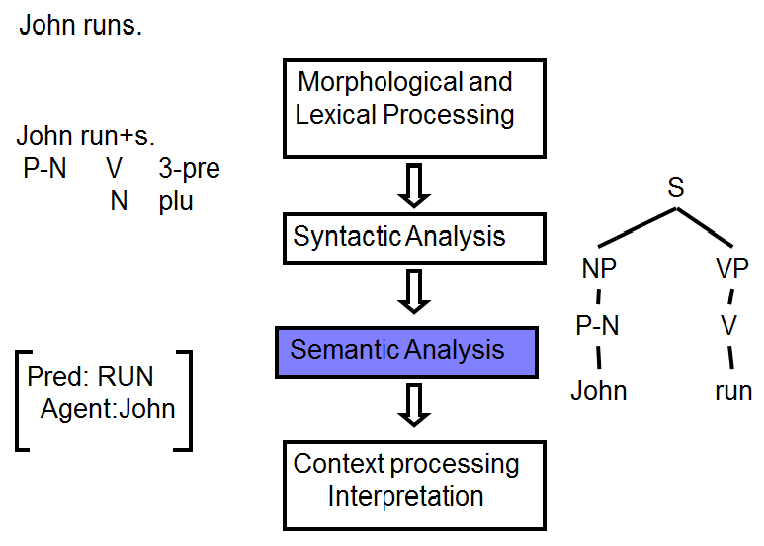 John runs.
Morphological and
Lexical Processing
John run+s.
P-N V 3-pre
N plu
Syntactic Analysis
S
NP VP
P-N V
John run
Semantic Analysis
Pred: RUN
Agent:John
Context processing
Interpretation